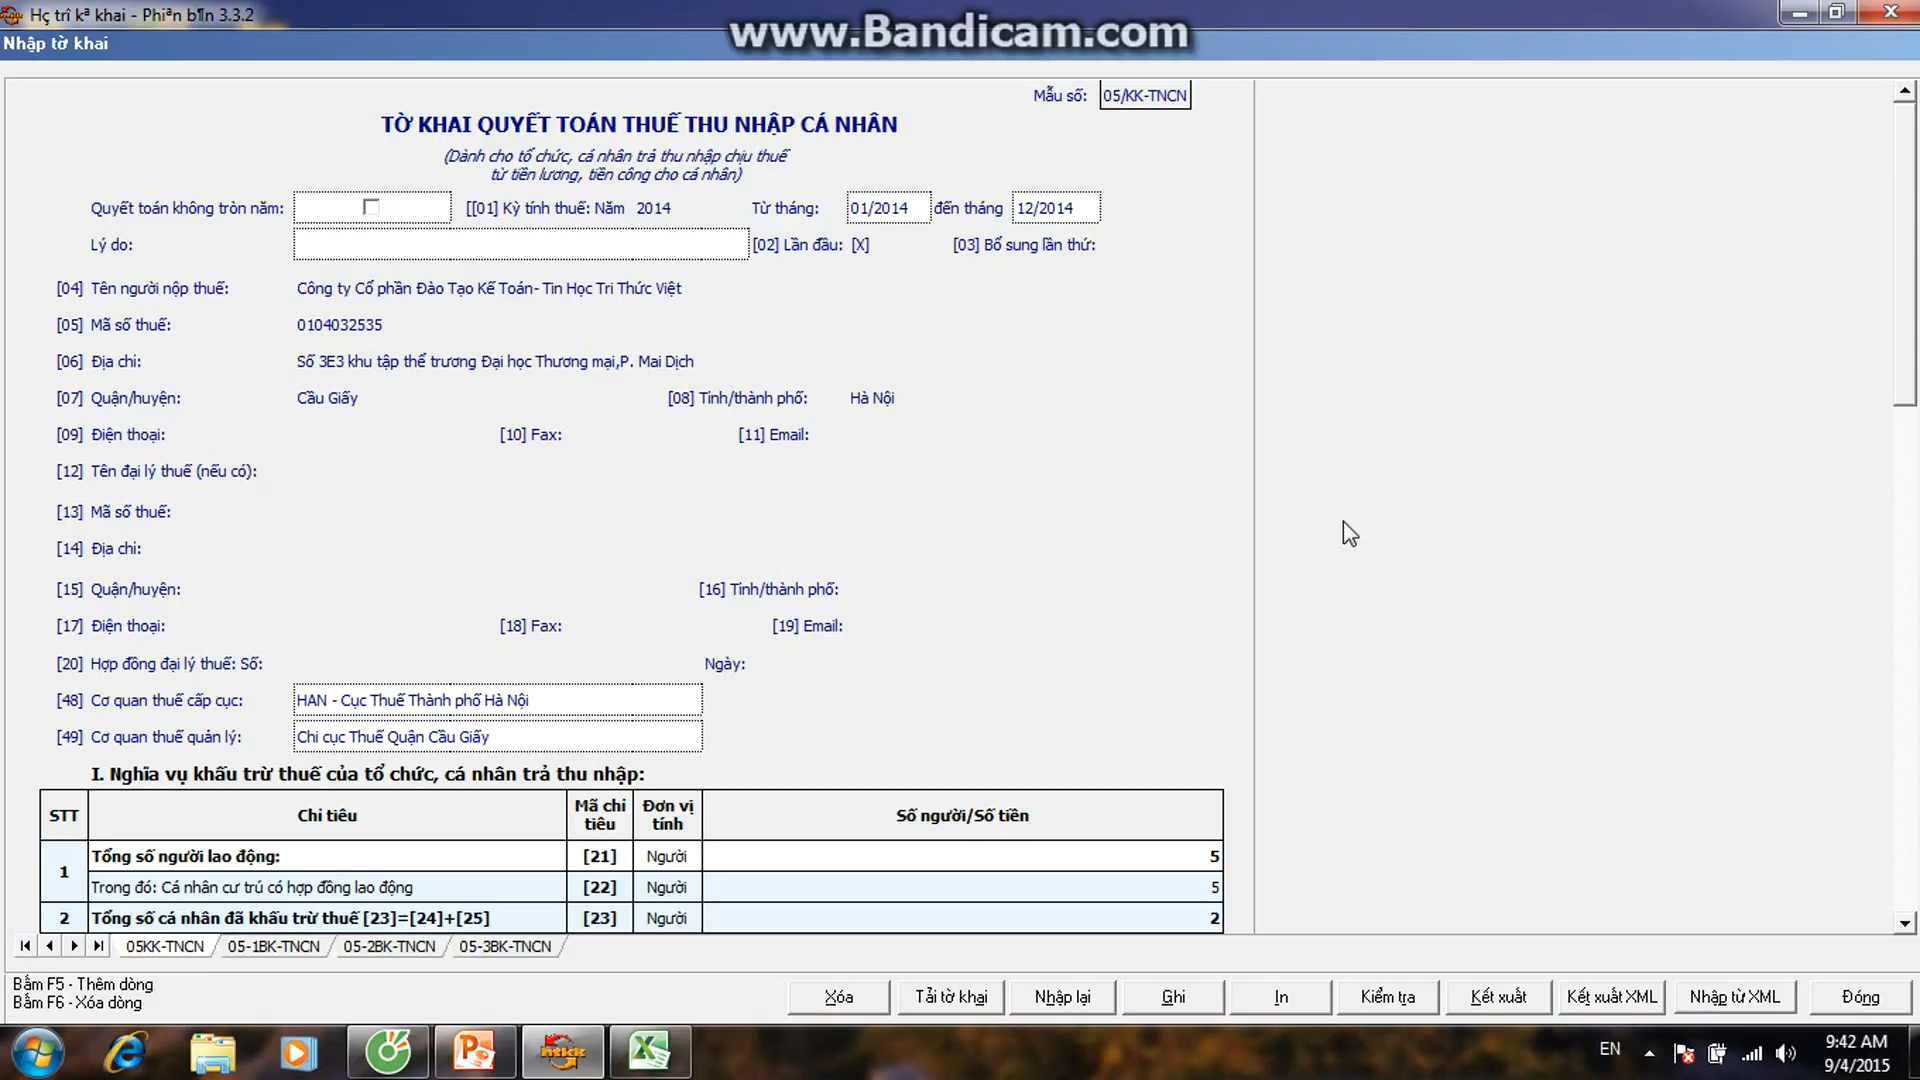 Hç trî kª khai - Phiªn b¶n 3.3.2
www.Bandicam.com
Nhập tờ khai
Mẫu số: 05/KK-TNCN
TỜ KHAI QUYẾT TOÁN THUẾ THU NHẬP CÁ NHÂN
(Dành cho tổ chức, cá nhân trả thu nhập chịu thuế
từ tiền lương, tiền công cho cá nhân)
Quyết toán không tròn năm: [[01] Kỳ tính thuế: Năm 2014 Từ tháng: 01/2014 đến tháng 12/2014
Lý do: [02] Lần đầu: [X] [03] Bổ sung lần thứ:
[04] Tên người nộp thuế: Công ty Cổ phần Đào Tạo Kế Toán- Tin Học Tri Thức Việt
[05] Mã số thuế: 0104032535
[06] Địa chỉ: Số 3E3 khu tập thể trương Đại học Thương mại,P. Mai Dịch
[07] Quận/huyện: Cầu Giấy [08] Tỉnh/thành phố: Hà Nội
[09] Điện thoại: [10] Fax: [11] Email:
[12] Tên đại lý thuế (nếu có):
[13] Mã số thuế:
[14] Địa chỉ:
[15] Quận/huyện: [16] Tỉnh/thành phố:
[17] Điện thoại: [18] Fax: [19] Email:
[20] Hợp đồng đại lý thuế: Số: Ngày:
[48] Cơ quan thuế cấp cục: HAN - Cục Thuế Thành phố Hà Nội
[49] Cơ quan thuế quản lý: Chi cục Thuế Quận Cầu Giấy
I. Nghĩa vụ khấu trừ thuế của tổ chức, cá nhân trả thu nhập:
STT Chỉ tiêu Mã chỉ tiêu Đơn vị tính Số người/Số tiền
1 Tổng số người lao động: [21] Người 5
Trong đó: Cá nhân cư trú có hợp đồng lao động [22] Người 5
2 Tổng số cá nhân đã khấu trừ thuế [23]=[24]+[25] [23] Người 2
05KK-TNCN 05-1BK-TNCN 05-2BK-TNCN 05-3BK-TNCN
Bấm F5 - Thêm dòng
Bấm F6 - Xóa dòng
Xóa Tải tờ khai Nhập lại Ghi In Kiểm tra Kết xuất Kết xuất XML Nhập từ XML Đóng
htkk
EN
9:42 AM
9/4/2015